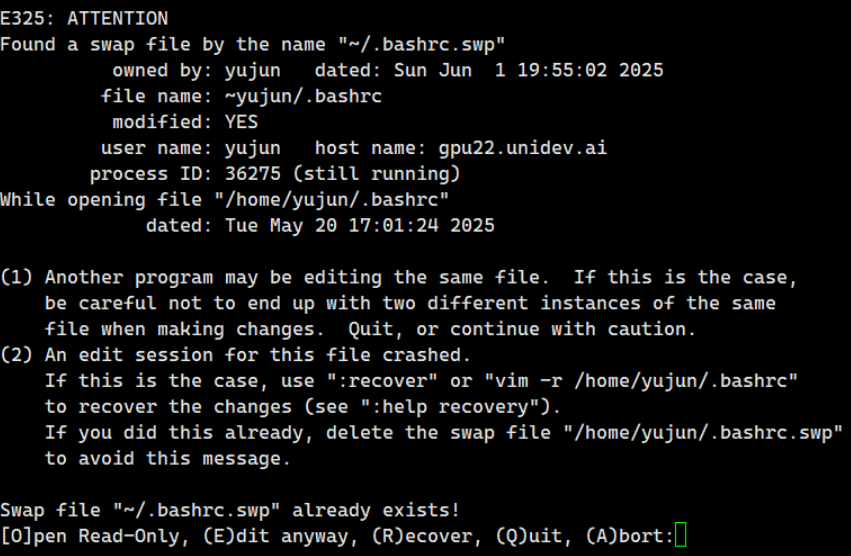 E325: ATTENTION
Found a swap file by the name "~/.bashrc.swp"
          owned by: yujun   dated: Sun Jun  1 19:55:02 2025
         file name: ~yujun/.bashrc
          modified: YES
         user name: yujun   host name: gpu22.unidev.ai
        process ID: 36275 (still running)
While opening file "/home/yujun/.bashrc"
             dated: Tue May 20 17:01:24 2025

(1) Another program may be editing the same file.  If this is the case,
    be careful not to end up with two different instances of the same
    file when making changes.  Quit, or continue with caution.
(2) An edit session for this file crashed.
    If this is the case, use ":recover" or "vim -r /home/yujun/.bashrc"
    to recover the changes (see ":help recovery").
    If you did this already, delete the swap file "/home/yujun/.bashrc.swp"
    to avoid this message.

Swap file "~/.bashrc.swp" already exists!
[O]pen Read-Only, (E)dit anyway, (R)ecover, (Q)uit, (A)bort: